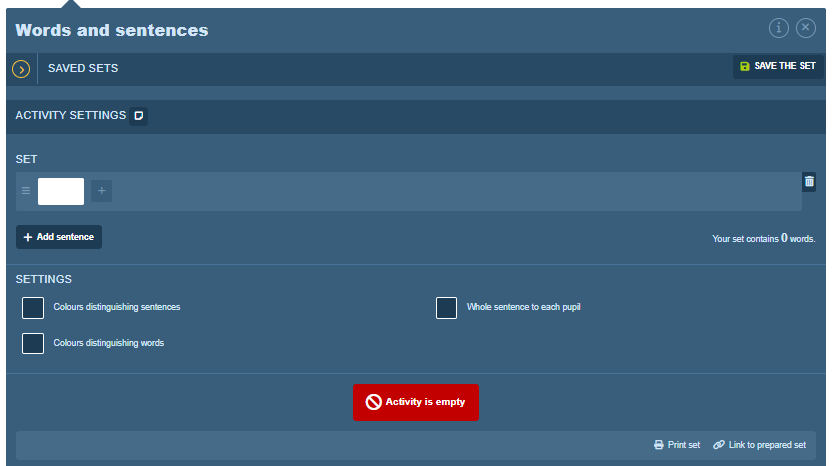 Words and sentences
SAVED SETS
SAVE THE SET
ACTIVITY SETTINGS
SET
+
+ Add sentence
Your set contains 0 words.
SETTINGS
Colours distinguishing sentences
Whole sentence to each pupil
Colours distinguishing words
Activity is empty
Print set
Link to prepared set